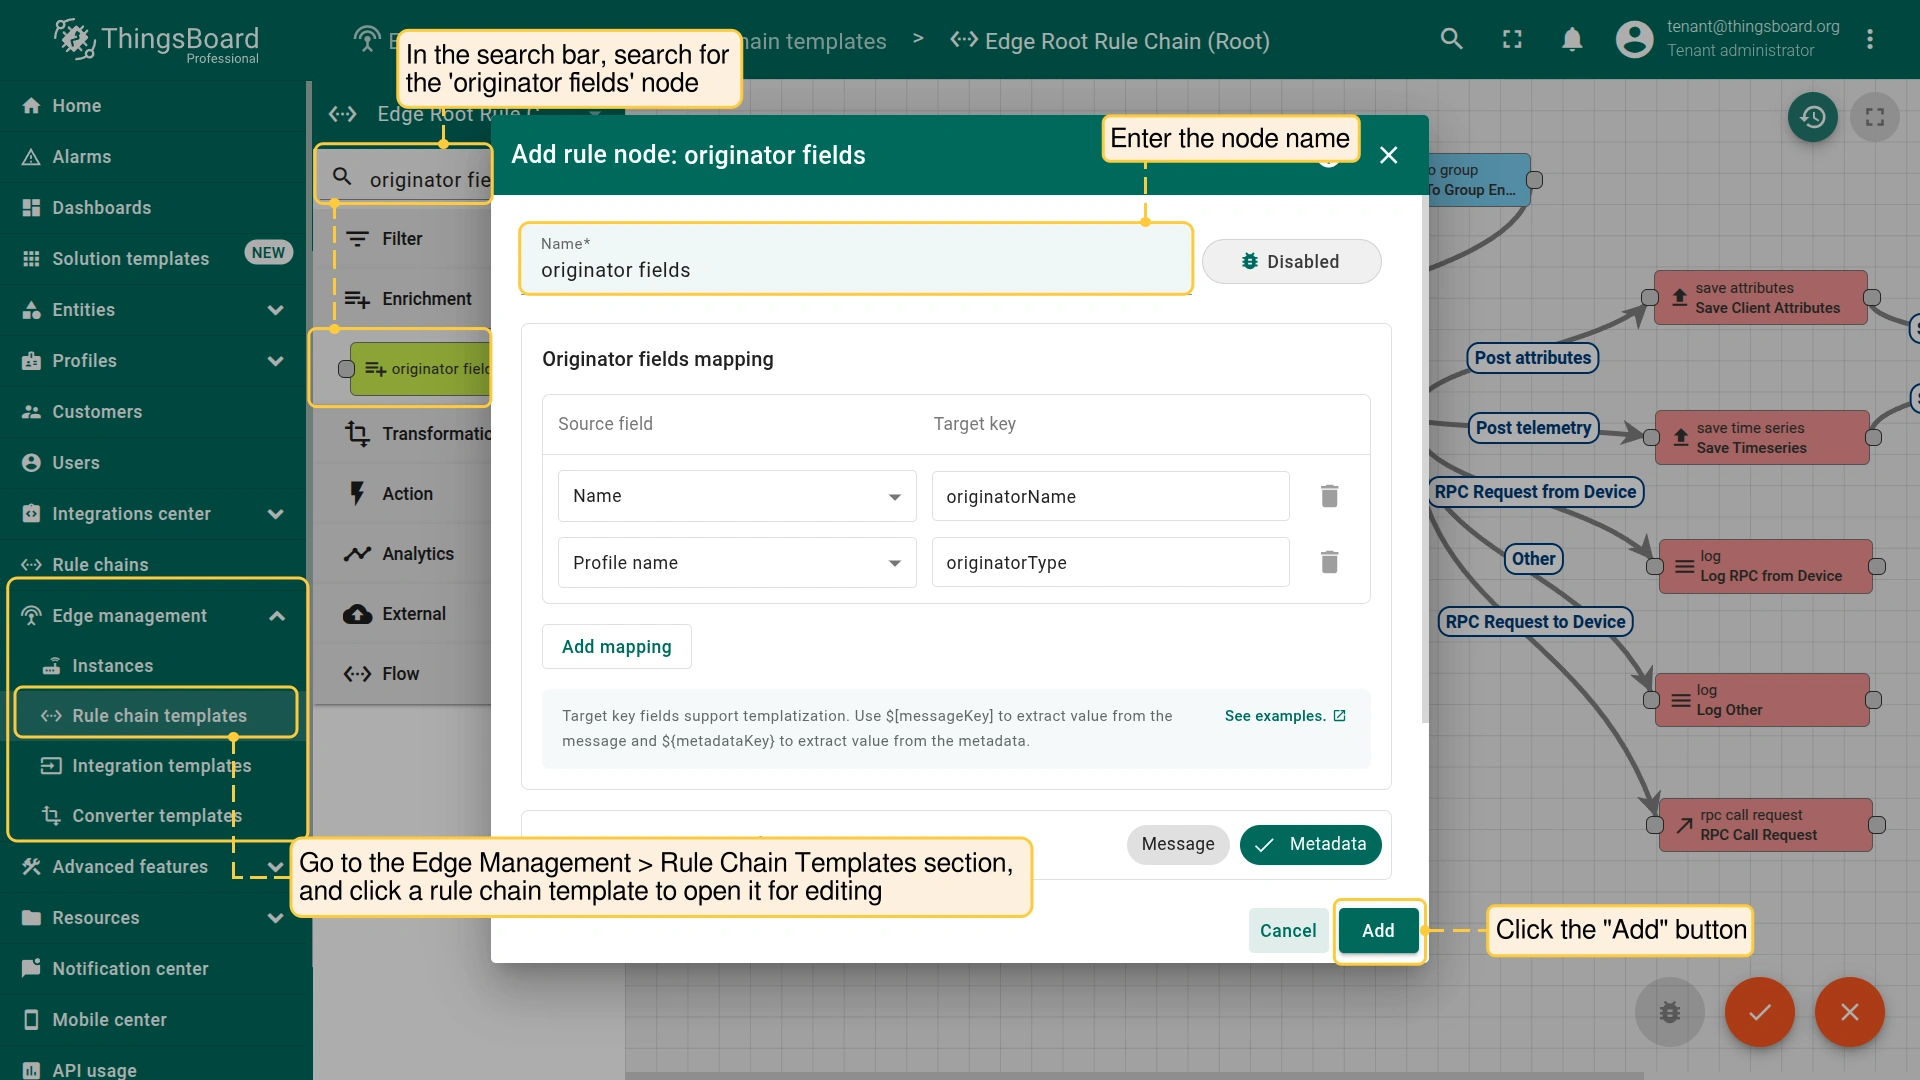 ThingsBoard
Professional
Home
Alarms
Dashboards
Solution templates
NEW
Entities
Profiles
Customers
Users
Integrations center
Rule chains
Edge management
Instances
Rule chain templates
Integration templates
Converter templates
Advanced features
Resources
Notification center
Mobile center
API usage
In the search bar, search for
the 'originator fields' node
hain templates
>
Edge Root Rule Chain (Root)
tenant@thingsboard.org
Tenant administrator
Edge Root Rule C
originator fie
Filter
Enrichment
originator field
Transformatio
Action
Analytics
External
Flow
Add rule node: originator fields
Enter the node name
Name*
originator fields
Disabled
Originator fields mapping
Source field
Target key
Name
originatorName
Profile name
originatorType
Add mapping
Target key fields support templatization. Use $[messageKey] to extract value from the
message and ${metadataKey} to extract value from the metadata.
See examples.
Message
Metadata
Cancel
Add
Go to the Edge Management > Rule Chain Templates section,
and click a rule chain template to open it for editing
Click the "Add" button
o group
To Group En...
save attributes
Save Client Attributes
Post attributes
Post telemetry
save time series
Save Timeseries
RPC Request from Device
log
Log RPC from Device
Other
RPC Request to Device
log
Log Other
rpc call request
RPC Call Request